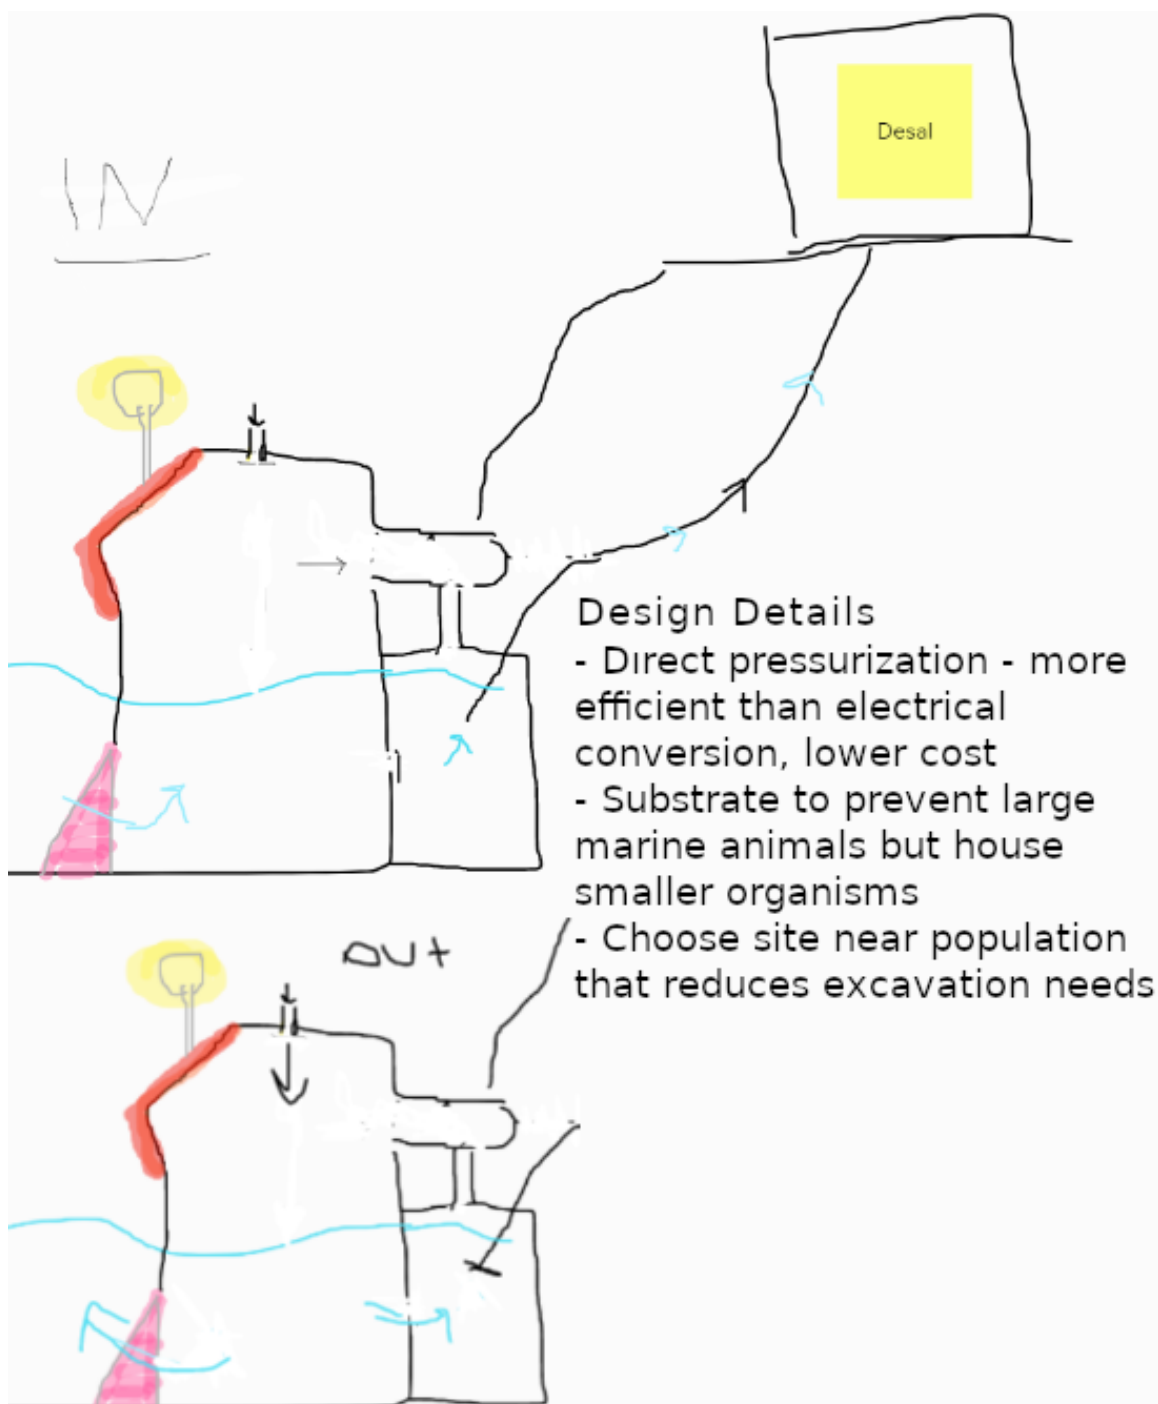 Desal
IN
Design Details
- Direct pressurization - more
efficient than electrical
conversion, lower cost
- Substrate to prevent large
marine animals but house
smaller organisms
- Choose site near population
that reduces excavation needs
OUT